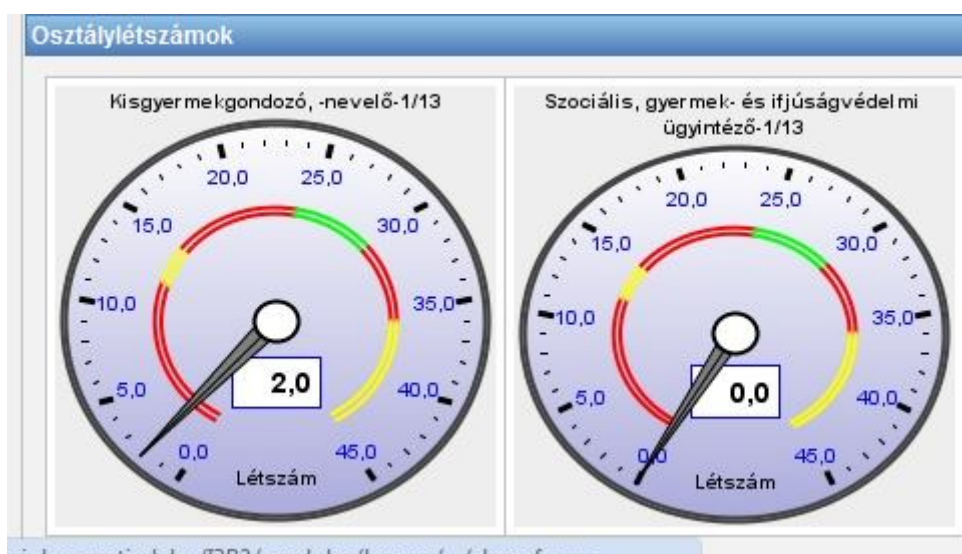 Osztálylétszámok
Kisgyermekgondozó, -nevelő-1/13
20,0 25,0
15,0 30,0
10,0 35,0
5,0 40,0
2,0
0,0 45,0
Létszám
Szociális, gyermek- és ifjúságvédelmi
ügyintéző-1/13
20,0 25,0
15,0 30,0
10,0 35,0
5,0 40,0
0,0
0,0 45,0
Létszám